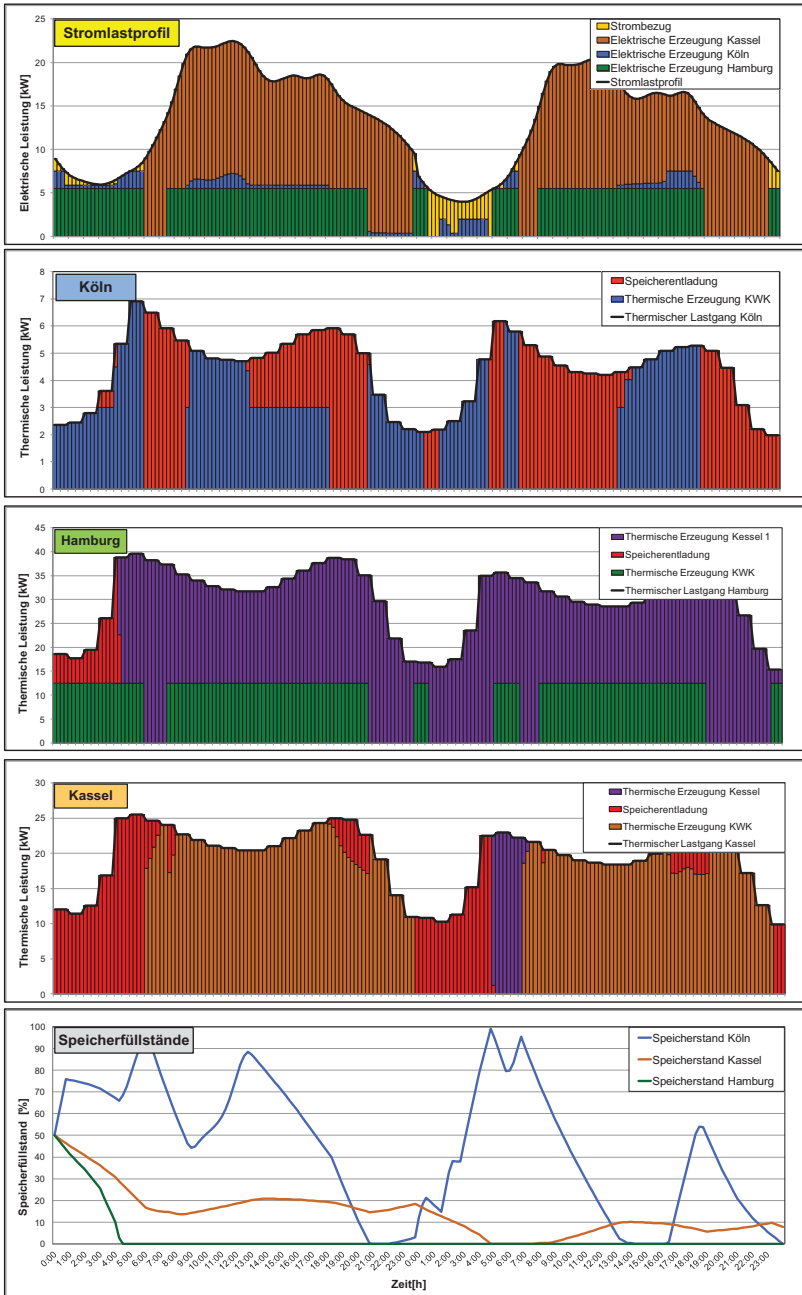 Stromlastprofil
Strombezug
Elektrische Erzeugung Kassel
Elektrische Erzeugung Köln
Elektrische Erzeugung Hamburg
Stromlastprofil
Elektrische Leistung [kW]
25
20
15
10
5
0
Köln
Speicherentladung
Thermische Erzeugung KWK
Thermischer Lastgang Köln
Thermische Leistung [kW]
8
7
6
5
4
3
2
1
0
Hamburg
Thermische Erzeugung Kessel 1
Speicherentladung
Thermische Erzeugung KWK
Thermischer Lastgang Hamburg
Thermische Leistung [kW]
45
40
35
30
25
20
15
10
5
0
Kassel
Thermische Erzeugung Kessel
Speicherentladung
Thermische Erzeugung KWK
Thermischer Lastgang Kassel
Thermische Leistung [kW]
30
25
20
15
10
5
0
Speicherfüllstände
Speicherstand Köln
Speicherstand Kassel
Speicherstand Hamburg
Speicherfüllstand [%]
100
90
80
70
60
50
40
30
20
10
0
0:00 1:00 2:00 3:00 4:00 5:00 6:00 7:00 8:00 9:00 10:00 11:00 12:00 13:00 14:00 15:00 16:00 17:00 18:00 19:00 20:00 21:00 22:00 23:00 0:00 1:00 2:00 3:00 4:00 5:00 6:00 7:00 8:00 9:00 10:00 11:00 12:00 13:00 14:00 15:00 16:00 17:00 18:00 19:00 20:00 21:00 22:00 23:00
Zeit[h]